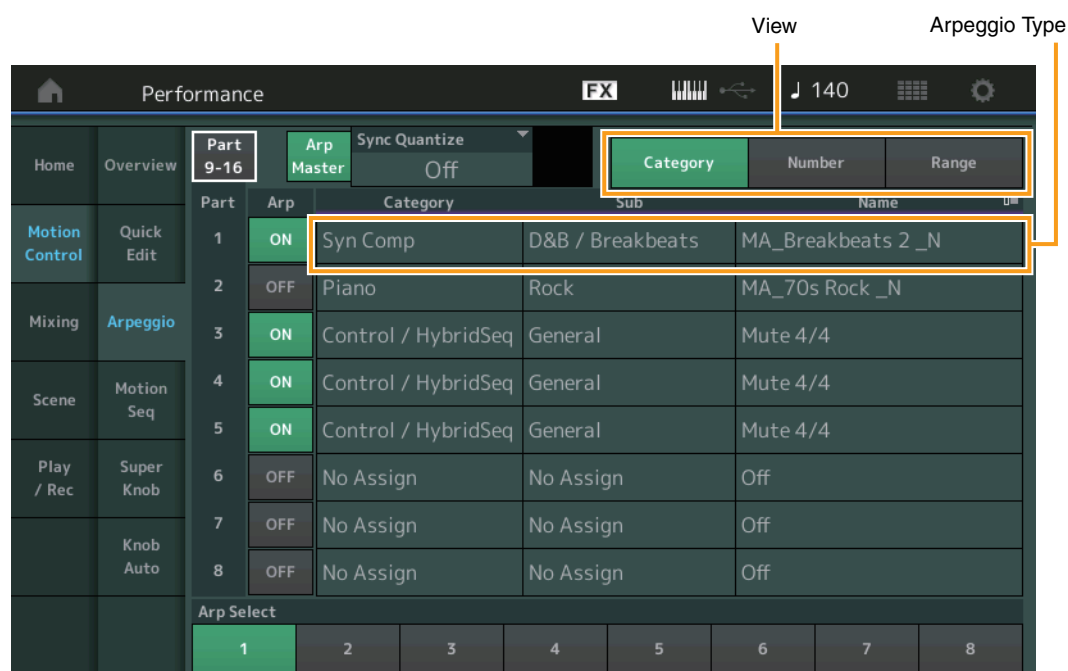 View
Arpeggio Type
Performance
FX
140
Home
Overview
Part
9-16
Arp
Master
Sync Quantize
Off
Category
Number
Range
Part
Arp
Category
Sub
Name
Motion
Control
Quick
Edit
1
ON
Syn Comp
D&B / Breakbeats
MA_Breakbeats 2 _N
2
OFF
Piano
Rock
MA_70s Rock _N
Mixing
Arpeggio
3
ON
Control / HybridSeq
General
Mute 4/4
Scene
Motion
Seq
4
ON
Control / HybridSeq
General
Mute 4/4
5
ON
Control / HybridSeq
General
Mute 4/4
Play
/ Rec
Super
Knob
6
OFF
No Assign
No Assign
Off
7
OFF
No Assign
No Assign
Off
Knob
Auto
8
OFF
No Assign
No Assign
Off
Arp Select
1
2
3
4
5
6
7
8